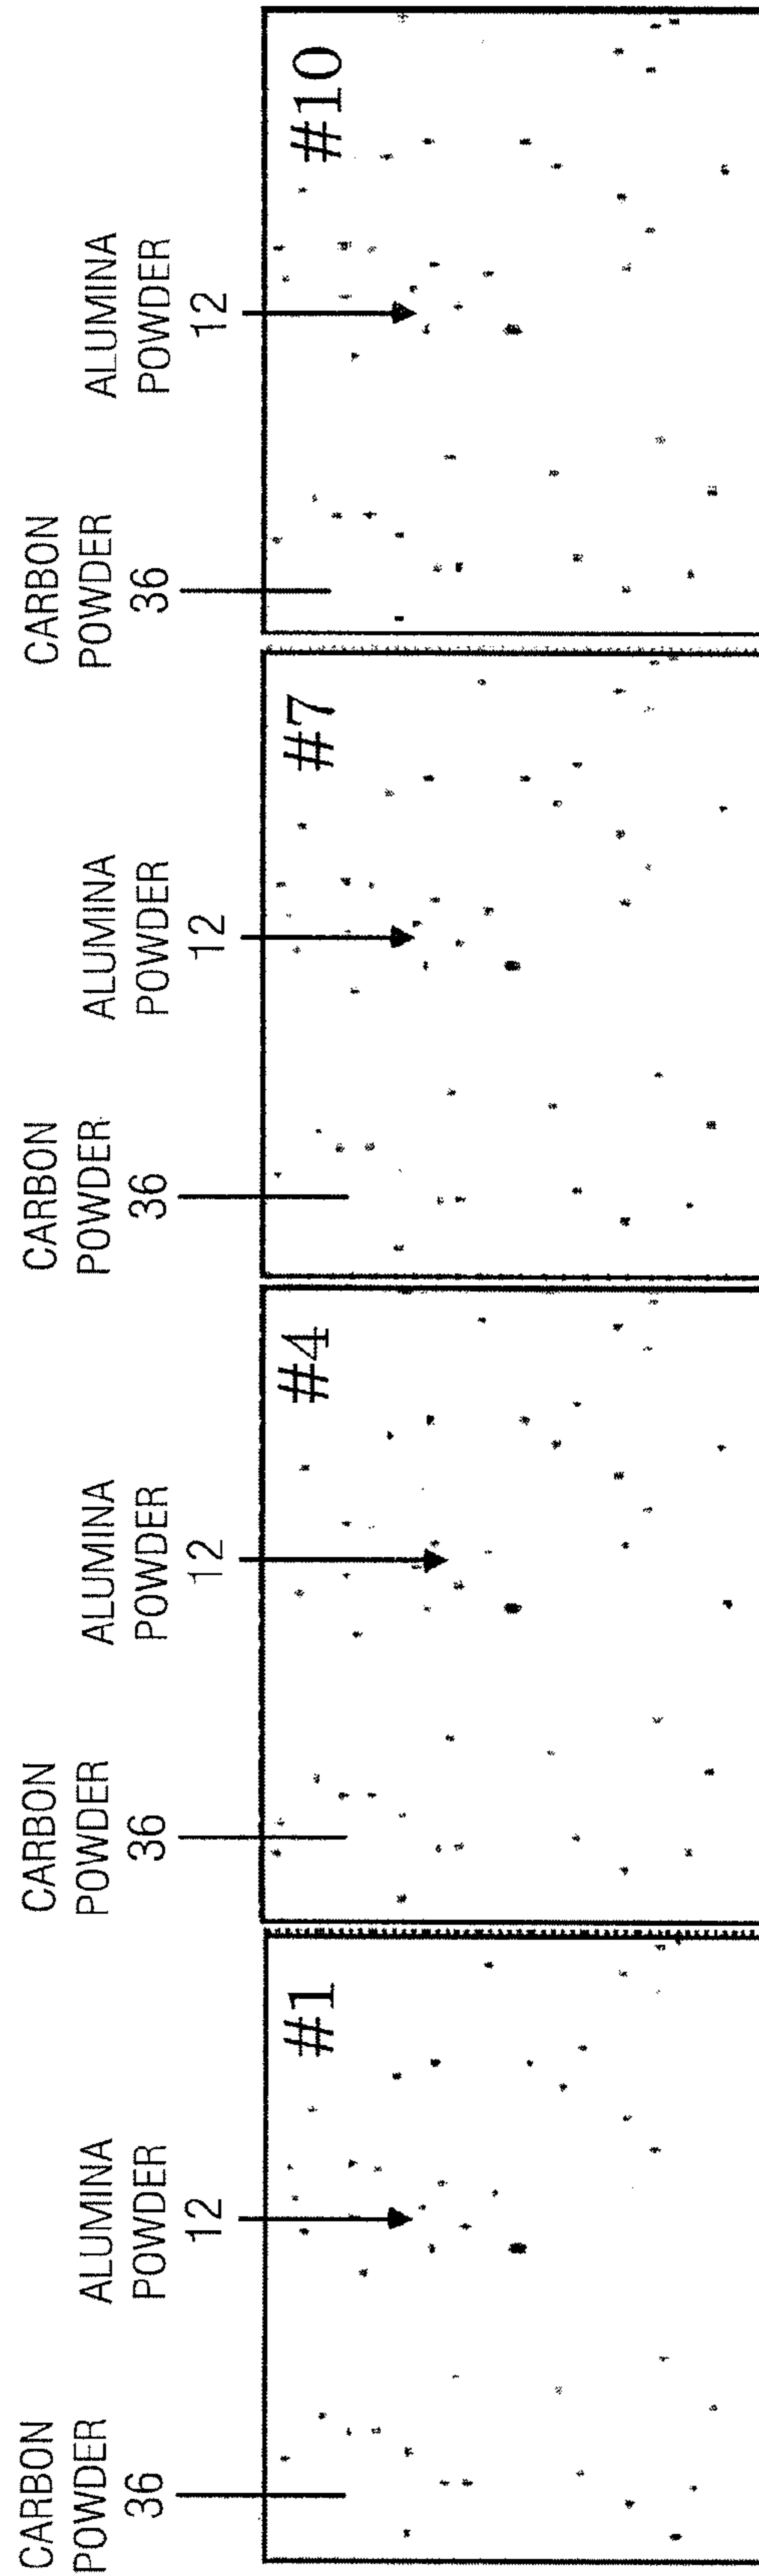 CARBON
POWDER
36
ALUMINA
POWDER
12
#1
CARBON
POWDER
36
ALUMINA
POWDER
12
#4
CARBON
POWDER
36
ALUMINA
POWDER
12
#7
CARBON
POWDER
36
ALUMINA
POWDER
12
#10